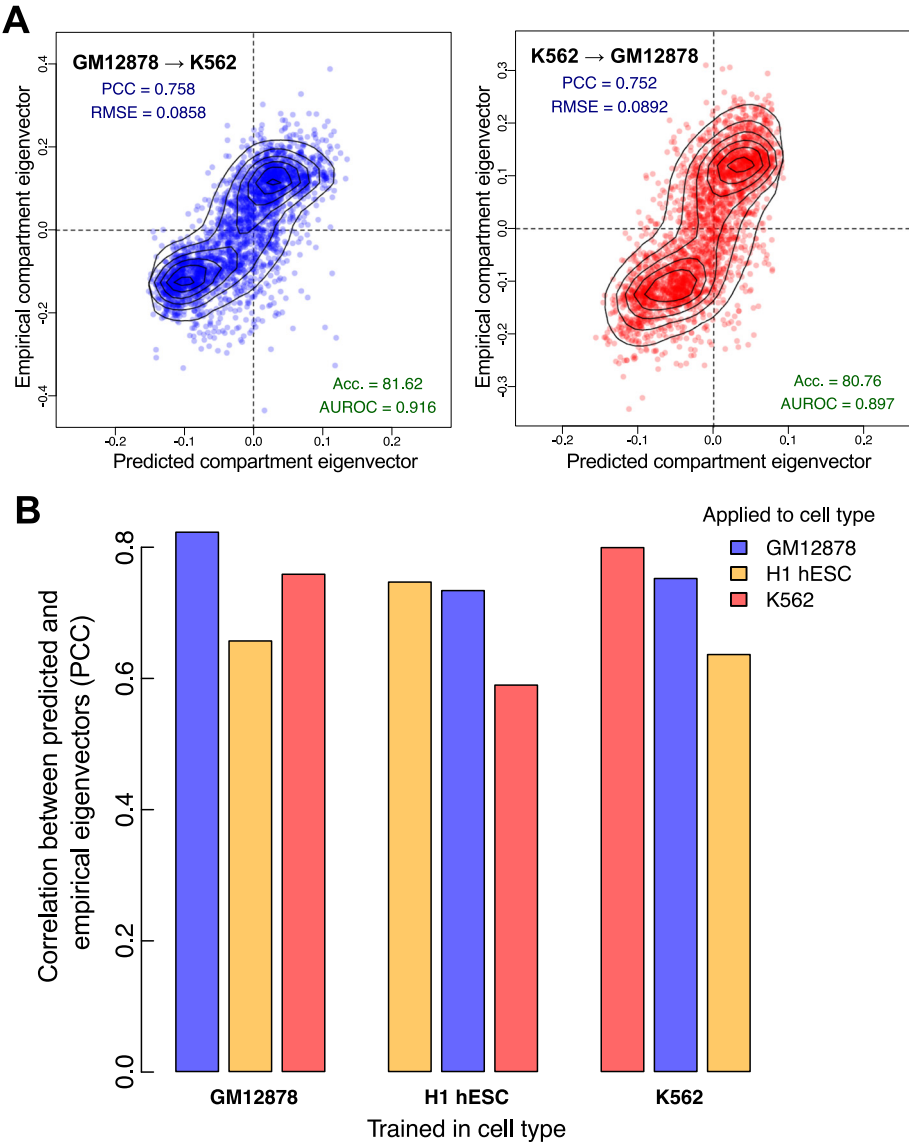 A
GM12878 → K562
PCC = 0.758
RMSE = 0.0858
Acc. = 81.62
AUROC = 0.916
Empirical compartment eigenvector
0.4
0.2
0.0
-0.2
-0.4
-0.2
-0.1
0.0
0.1
0.2
Predicted compartment eigenvector
K562 → GM12878
PCC = 0.752
RMSE = 0.0892
Acc. = 80.76
AUROC = 0.897
Empirical compartment eigenvector
0.3
0.2
0.1
0.0
-0.1
-0.2
-0.3
-0.2
-0.1
0.0
0.1
0.2
Predicted compartment eigenvector
B
Applied to cell type
GM12878
H1 hESC
K562
Correlation between predicted and
empirical eigenvectors (PCC)
0.8
0.6
0.4
0.2
0.0
GM12878
H1 hESC
K562
Trained in cell type